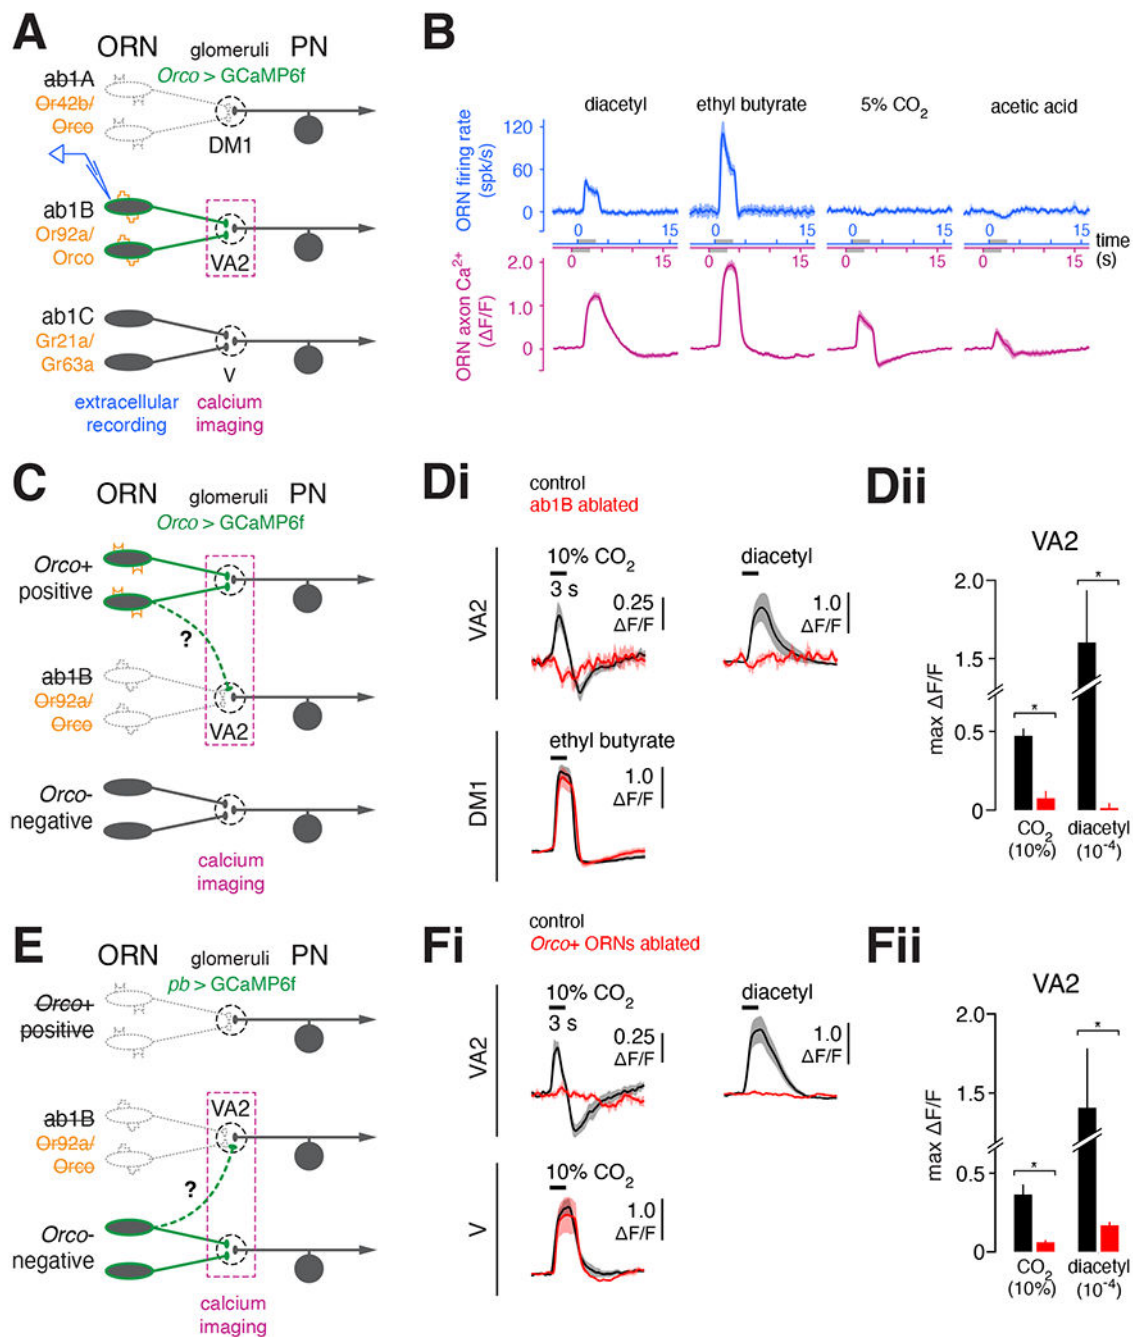 A
ORN
glomeruli
PN
Orco > GCaMP6f
ab1A
Or42b/
Orco
DM1
ab1B
Or92a/
Orco
VA2
ab1C
Gr21a/
Gr63a
V
extracellular
recording
calcium
imaging
B
diacetyl
ethyl butyrate
5% CO2
acetic acid
ORN firing rate
(spk/s)
120
60
0
0 15
0 15
0 15
0 15
time
(s)
0 15
0 15
0 15
0 15
ORN axon Ca2+
(ΔF/F)
2.0
1.0
0
C
ORN
glomeruli
PN
Orco > GCaMP6f
Orco+
positive
?
ab1B
Or92a/
Orco
VA2
Orco-
negative
calcium
imaging
Di
control
ab1B ablated
VA2
10% CO2
3 s
0.25
ΔF/F
diacetyl
1.0
ΔF/F
DM1
ethyl butyrate
1.0
ΔF/F
Dii
VA2
max ΔF/F
2.0
1.5
0.5
0
*
*
CO2
(10%)
diacetyl
(10-4)
E
ORN
glomeruli
PN
pb > GCaMP6f
Orco+
positive
ab1B
Or92a/
Orco
VA2
?
Orco-
negative
calcium
imaging
Fi
control
Orco+ ORNs ablated
VA2
10% CO2
3 s
0.25
ΔF/F
diacetyl
1.0
ΔF/F
V
10% CO2
1.0
ΔF/F
Fii
VA2
max ΔF/F
2.0
1.5
0.5
0
*
*
CO2
(10%)
diacetyl
(10-4)